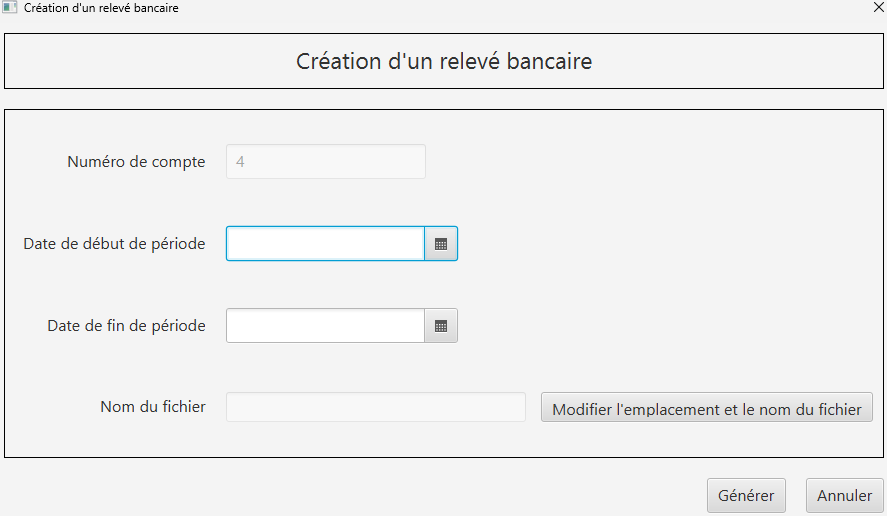 Création d'un relevé bancaire
Création d'un relevé bancaire
Numéro de compte 4
Date de début de période
Date de fin de période
Nom du fichier Modifier l'emplacement et le nom du fichier
Générer Annuler